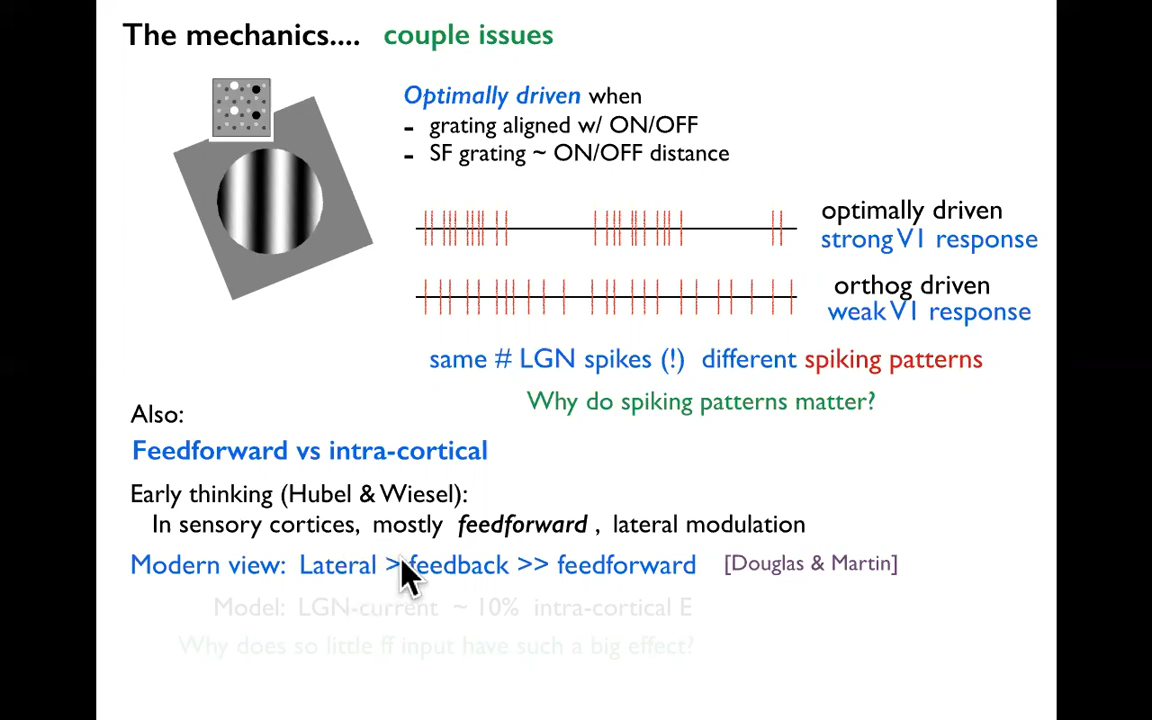 The mechanics.... couple issues
Optimally driven when
- grating aligned w/ ON/OFF
- SF grating ~ ON/OFF distance
optimally driven
strong V1 response
orthog driven
weak V1 response
same # LGN spikes (!) different spiking patterns
Why do spiking patterns matter?
Also:
Feedforward vs intra-cortical
Early thinking (Hubel & Wiesel):
In sensory cortices, mostly feedforward , lateral modulation
Modern view: Lateral > feedback >> feedforward [Douglas & Martin]
Model: LGN-current ~ 10% intra-cortical E
Why does so little ff input have such a big effect?